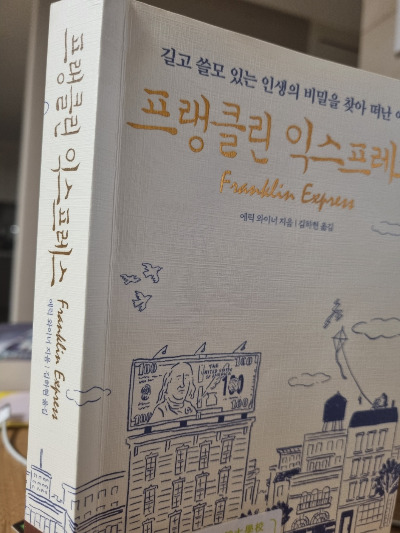 길고 쓸모 있는 인생의 비밀을 찾아 떠난
프랭클린 익스프레
Franklin Express
에릭 와이너 지음 | 김하현 옮김
프랭클린 익스프레스
Franklin Express
에릭 와이너 지음 | 김하현 옮김
100
100